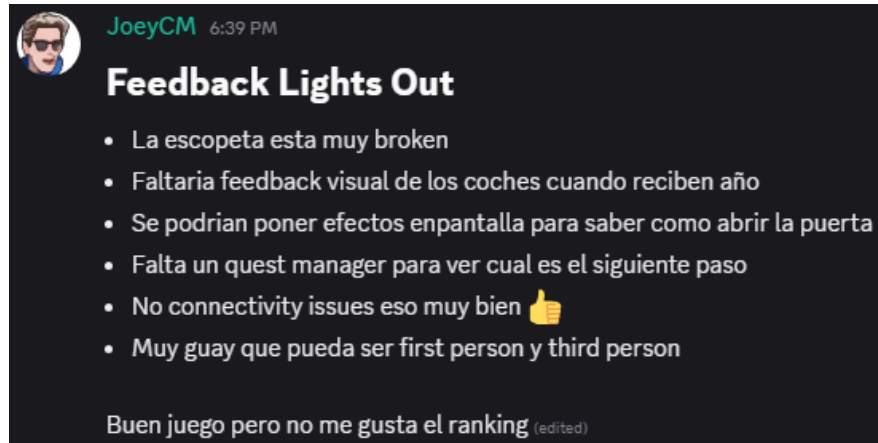 JoeyCM 6:39 PM
Feedback Lights Out
• La escopeta esta muy broken
• Faltaria feedback visual de los coches cuando reciben año
• Se podrian poner efectos enpantalla para saber como abrir la puerta
• Falta un quest manager para ver cual es el siguiente paso
• No connectivity issues eso muy bien 👍
• Muy guay que pueda ser first person y third person
Buen juego pero no me gusta el ranking (edited)